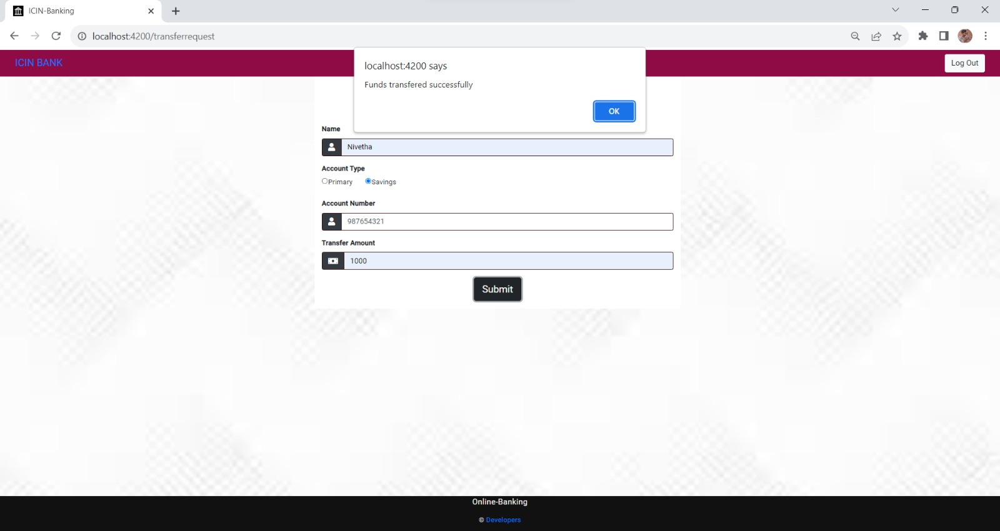 ICIN-Banking
localhost:4200/transferrequest
ICIN BANK
Log Out
localhost:4200 says
Funds transfered successfully
OK
Name
Nivetha
Account Type
Primary Savings
Account Number
987654321
Transfer Amount
1000
Submit
Online-Banking
© Developers